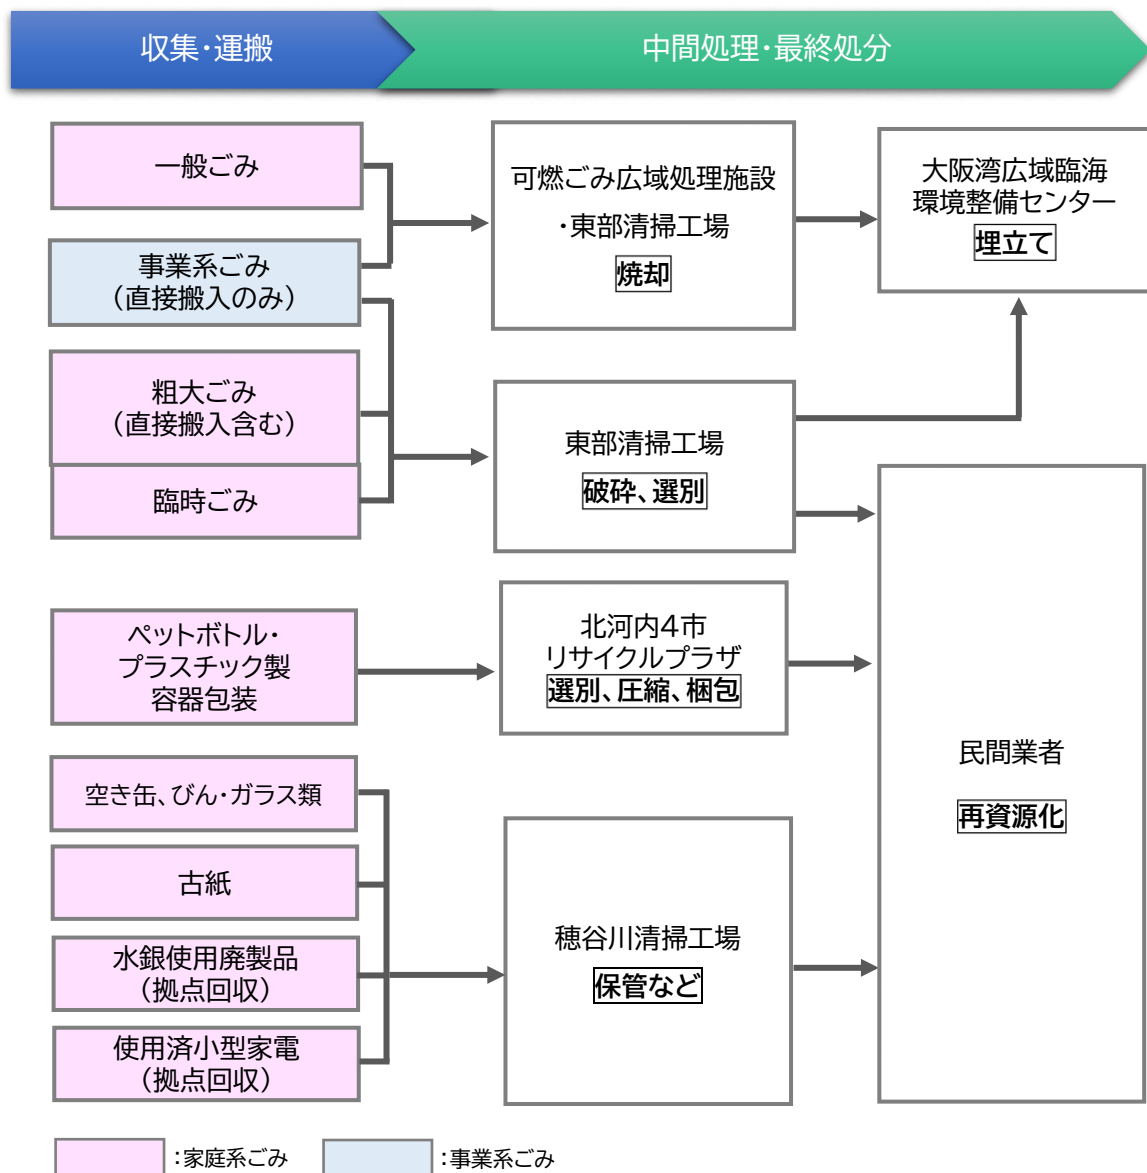 収集・運搬
中間処理・最終処分
一般ごみ
事業系ごみ
（直接搬入のみ）
粗大ごみ
（直接搬入含む）
臨時ごみ
ペットボトル・
プラスチック製
容器包装
空き缶、びん・ガラス類
古紙
水銀使用廃製品
（拠点回収）
使用済小型家電
（拠点回収）
可燃ごみ広域処理施設
・東部清掃工場
焼却
東部清掃工場
破砕、選別
北河内4市
リサイクルプラザ
選別、圧縮、梱包
穂谷川清掃工場
保管など
大阪湾広域臨海
環境整備センター
埋立て
民間業者
再資源化
：家庭系ごみ
：事業系ごみ